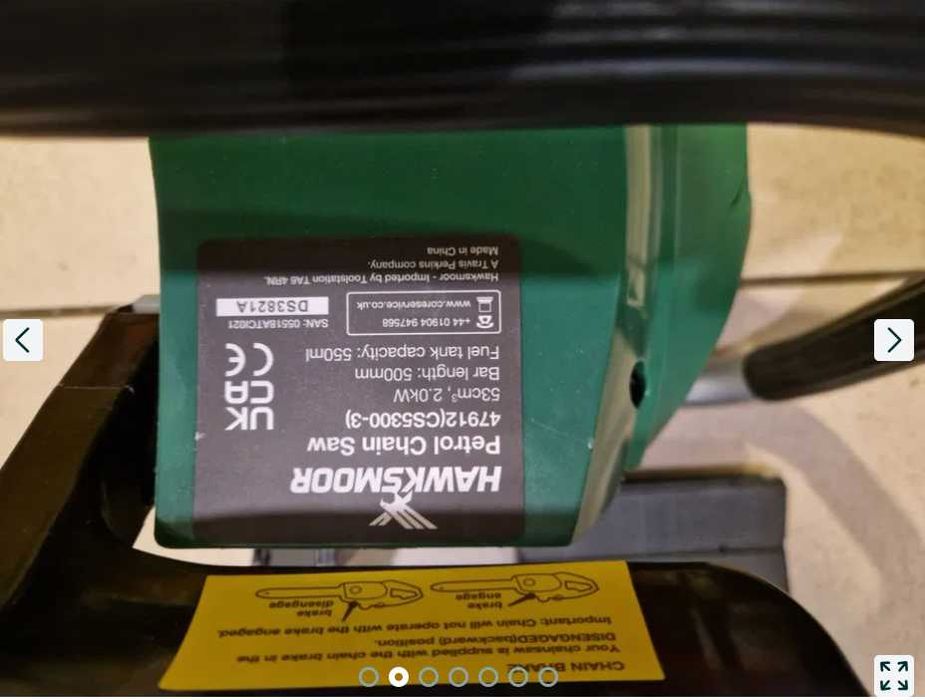 HAWKSMOOR
Petrol Chain Saw
47912(CS5300-3)
53cm³, 2.0kW
Bar length: 500mm
Fuel tank capacity: 550ml
UK
CA
CE
+44 01904 947568
www.coreservice.co.uk
SAN: 05518ATCI021
DS3821A
Hawksmoor - Imported by Toolstation TA6 4RN.
A Travis Perkins company.
Made in China
CHAIN BRAKE
Your chainsaw is supplied with the chain brake in the
DISENGAGED(backward) position.
Important: Chain will not operate with the brake engaged.
brake
engage
brake
disengage